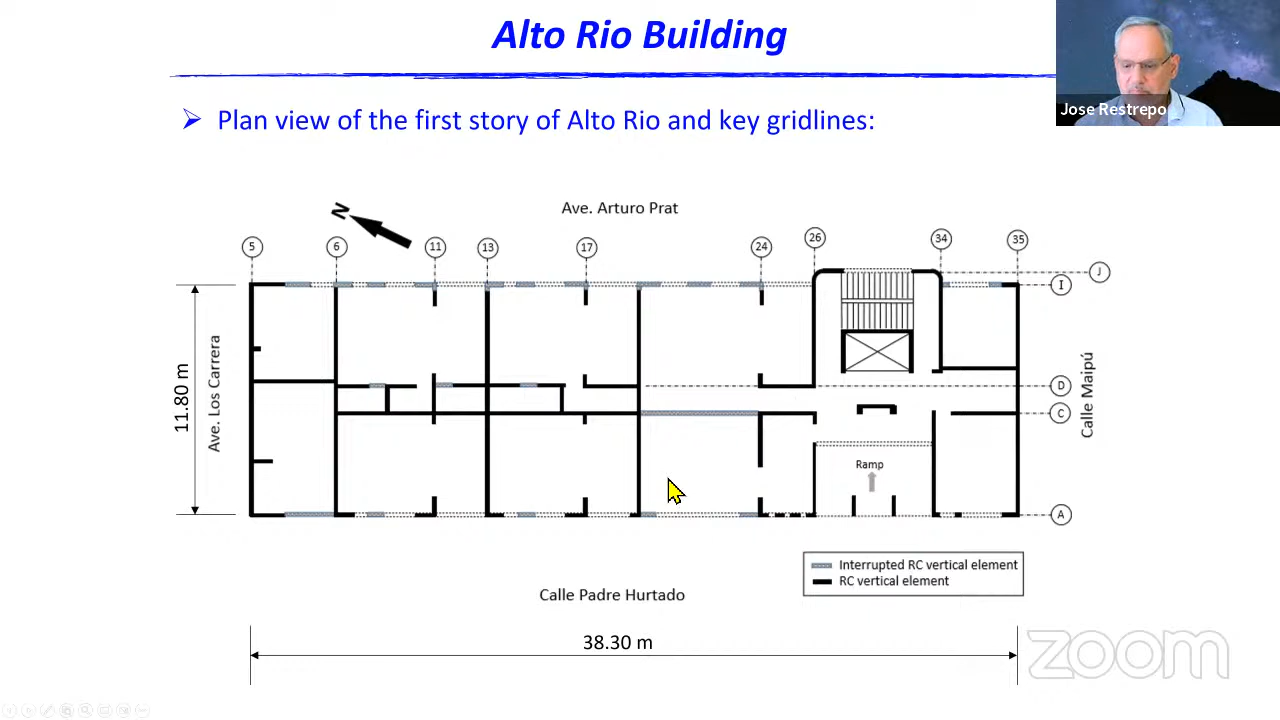 Alto Rio Building
Jose Restrepo
➢ Plan view of the first story of Alto Rio and key gridlines:
Ave. Arturo Prat
N
5 6 11 13 17 24 26 34 35
J
I
11.80 m
Ave. Los Carrera
D
C
Calle Maipú
Ramp
A
Interrupted RC vertical element
RC vertical element
Calle Padre Hurtado
38.30 m
zoom